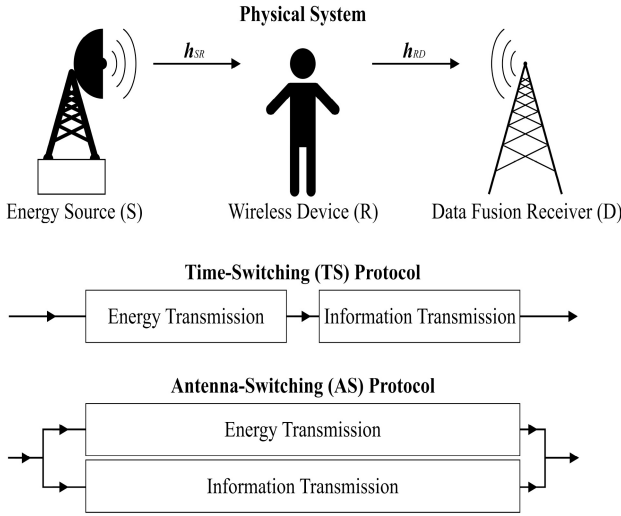 Physical System
h_SR
h_RD
Energy Source (S)
Wireless Device (R)
Data Fusion Receiver (D)
Time-Switching (TS) Protocol
Energy Transmission
Information Transmission
Antenna-Switching (AS) Protocol
Energy Transmission
Information Transmission